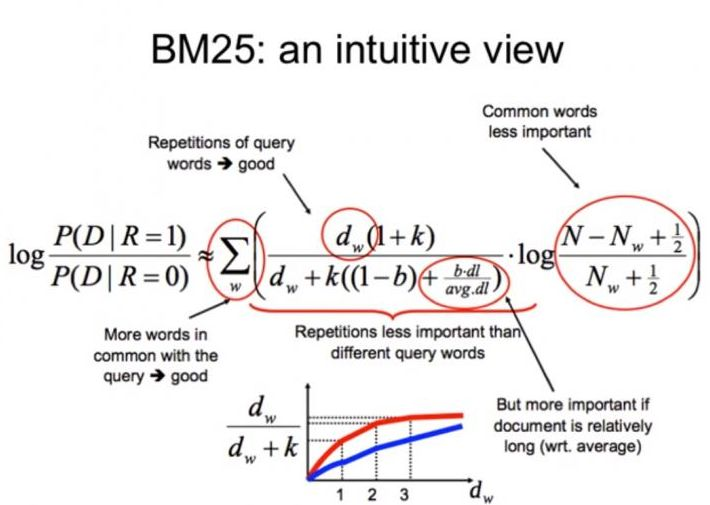 BM25: an intuitive view
Common words
less important
Repetitions of query
words ➔ good
log P(D | R = 1) / P(D | R = 0) ≈ ∑ w ( d_w (1 + k) / d_w + k((1 − b) + b·dl / avg.dl) · log N − N_w + ½ / N_w + ½ )
More words in
common with the
query ➔ good
Repetitions less important than
different query words
But more important if
document is relatively
long (wrt. average)
d_w / d_w + k
1 2 3 d_w